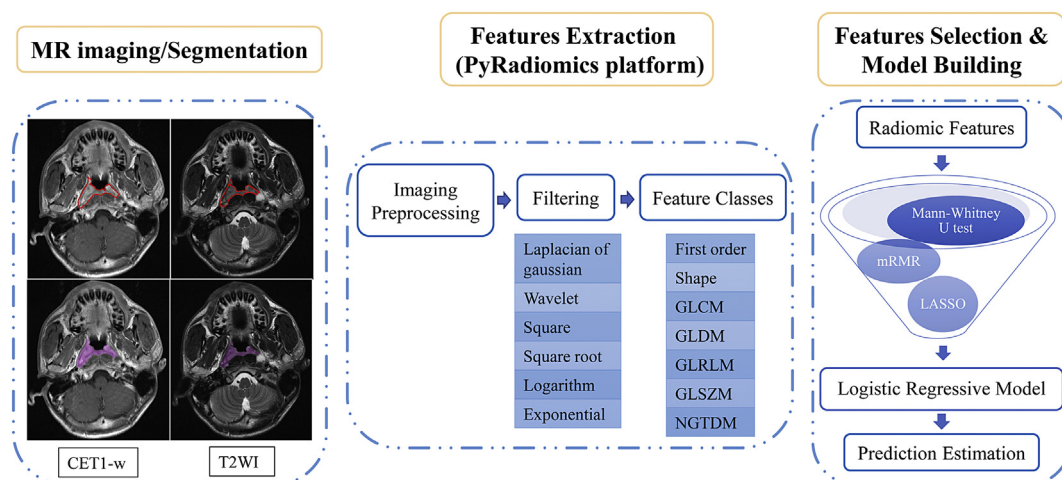 MR imaging/Segmentation
CET1-w
T2WI
Features Extraction
(PyRadiomics platform)
Imaging
Preprocessing
Filtering
Laplacian of
gaussian
Wavelet
Square
Square root
Logarithm
Exponential
Feature Classes
First order
Shape
GLCM
GLDM
GLRLM
GLSZM
NGTDM
Features Selection &
Model Building
Radiomic Features
Mann-Whitney
U test
mRMR
LASSO
Logistic Regressive Model
Prediction Estimation